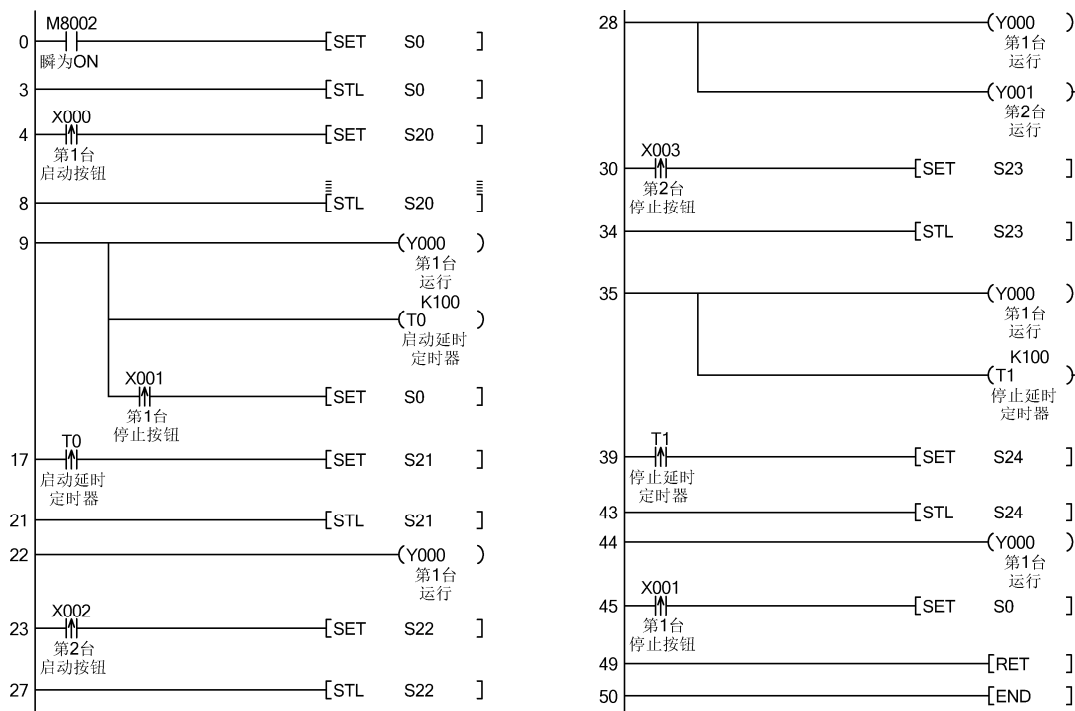 M8002
0 [SET S0 ]
瞬为ON
3 [STL S0 ]
X000
4 [SET S20 ]
第1台
启动按钮
8 [STL S20 ]
9 (Y000 )
第1台
运行
K100
(T0 )
启动延时
定时器
X001
[SET S0 ]
第1台
停止按钮
T0
17 [SET S21 ]
启动延时
定时器
21 [STL S21 ]
22 (Y000 )
第1台
运行
X002
23 [SET S22 ]
第2台
启动按钮
27 [STL S22 ]
28 (Y000 )
第1台
运行
(Y001 )
第2台
运行
X003
30 [SET S23 ]
第2台
停止按钮
34 [STL S23 ]
35 (Y000 )
第1台
运行
K100
(T1 )
停止延时
定时器
T1
39 [SET S24 ]
停止延时
定时器
43 [STL S24 ]
44 (Y000 )
第1台
运行
X001
45 [SET S0 ]
第1台
停止按钮
49 [RET ]
50 [END ]